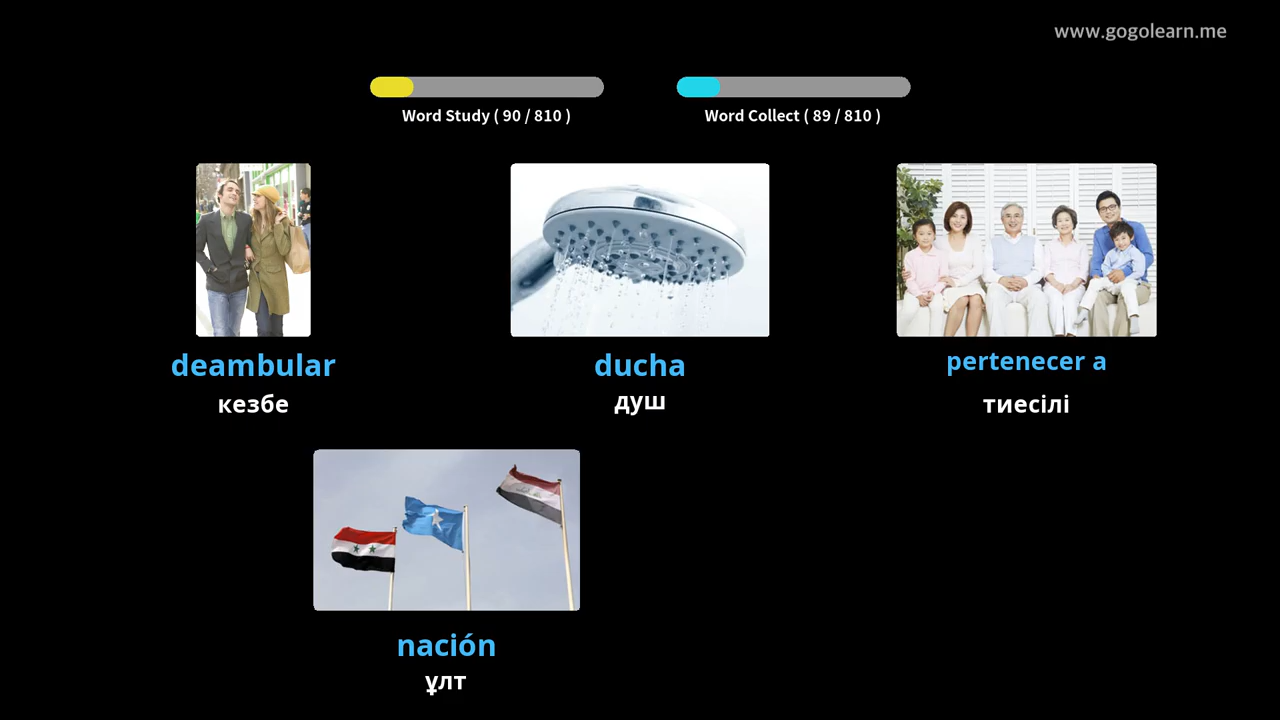 www.gogolearn.me
Word Study ( 90 / 810 )
Word Collect ( 89 / 810 )
deambular
кезбе
ducha
душ
pertenecer a
тиесілі
nación
ұлт